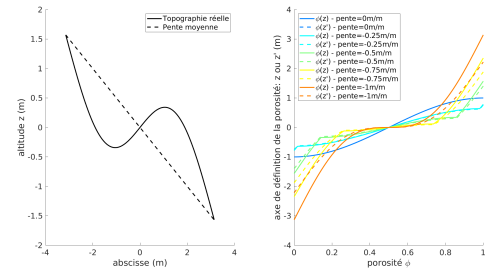 2
1.5
1
0.5
0
-0.5
-1
-1.5
-2
-4
-2
0
2
4
altitude z (m)
abscisse (m)
Topographie réelle
Pente moyenne
4
3
2
1
0
-1
-2
-3
-4
0
0.2
0.4
0.6
0.8
1
axe de définition de la porosité: z ou z' (m)
porosité ϕ
ϕ(z) - pente=0m/m
ϕ(z') - pente=0m/m
ϕ(z) - pente=-0.25m/m
ϕ(z') - pente=-0.25m/m
ϕ(z) - pente=-0.5m/m
ϕ(z') - pente=-0.5m/m
ϕ(z) - pente=-0.75m/m
ϕ(z') - pente=-0.75m/m
ϕ(z) - pente=-1m/m
ϕ(z') - pente=-1m/m